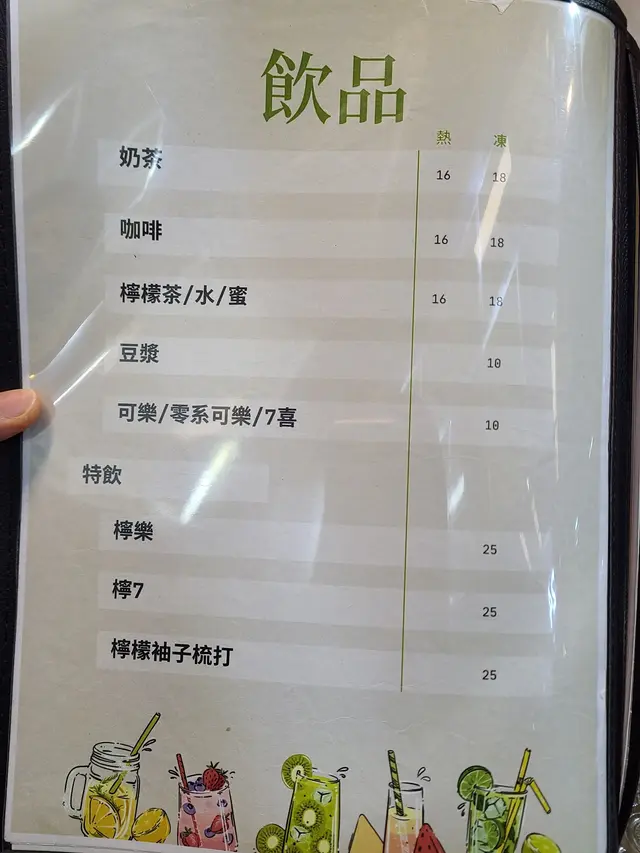 飲品
熱 凍
奶茶 16 18
咖啡 16 18
檸檬茶/水/蜜 16 18
豆漿 10
可樂/零系可樂/7喜 10
特飲
檸樂 25
檸7 25
檸檬袖子梳打 25